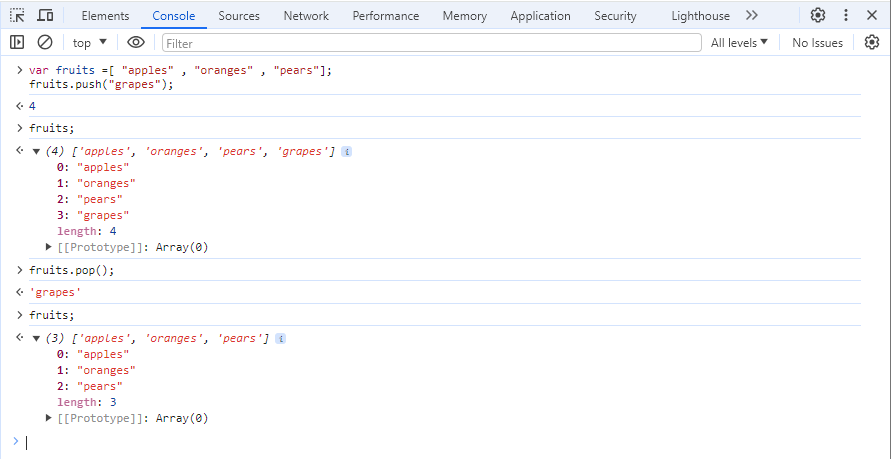 Elements Console Sources Network Performance Memory Application Security Lighthouse
top Filter All levels No Issues
var fruits =[ "apples" , "oranges" , "pears"];
fruits.push("grapes");
4
fruits;
(4) ['apples', 'oranges', 'pears', 'grapes'] i
0: "apples"
1: "oranges"
2: "pears"
3: "grapes"
length: 4
[[Prototype]]: Array(0)
fruits.pop();
'grapes'
fruits;
(3) ['apples', 'oranges', 'pears'] i
0: "apples"
1: "oranges"
2: "pears"
length: 3
[[Prototype]]: Array(0)